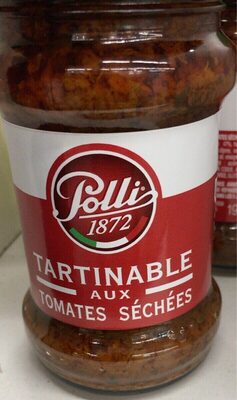 Polli
1872
TARTINABLE
AUX
TOMATES SÉCHÉES